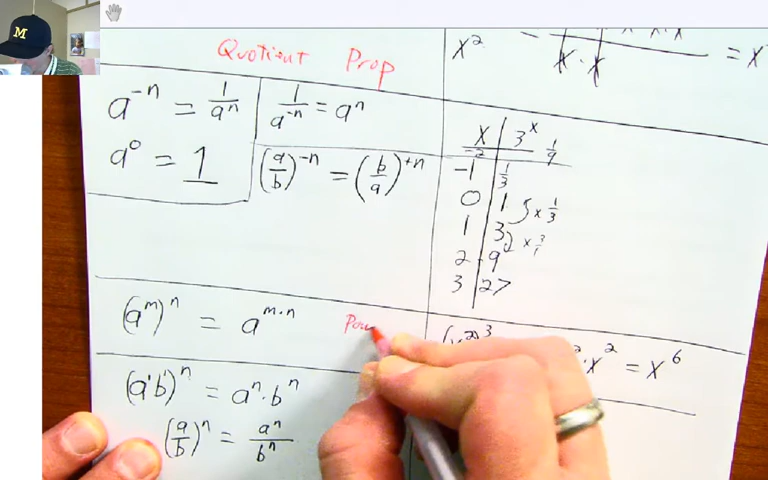 M
Quotient Prop
x² = x
x · x
a⁻ⁿ = 1/aⁿ
1/a⁻ⁿ = aⁿ
a⁰ = 1
(a/b)⁻ⁿ = (b/a)⁺ⁿ
x | 3ˣ
-2 | 1/9
-1 | 1/3
0 | 1
x 1/3
1 | 3
2 | 9
3 | 27
(aᵐ)ⁿ = aᵐ·ⁿ
Pow
· x² = x⁶
(a¹b¹)ⁿ = aⁿ · bⁿ
(a/b)ⁿ = aⁿ/bⁿ